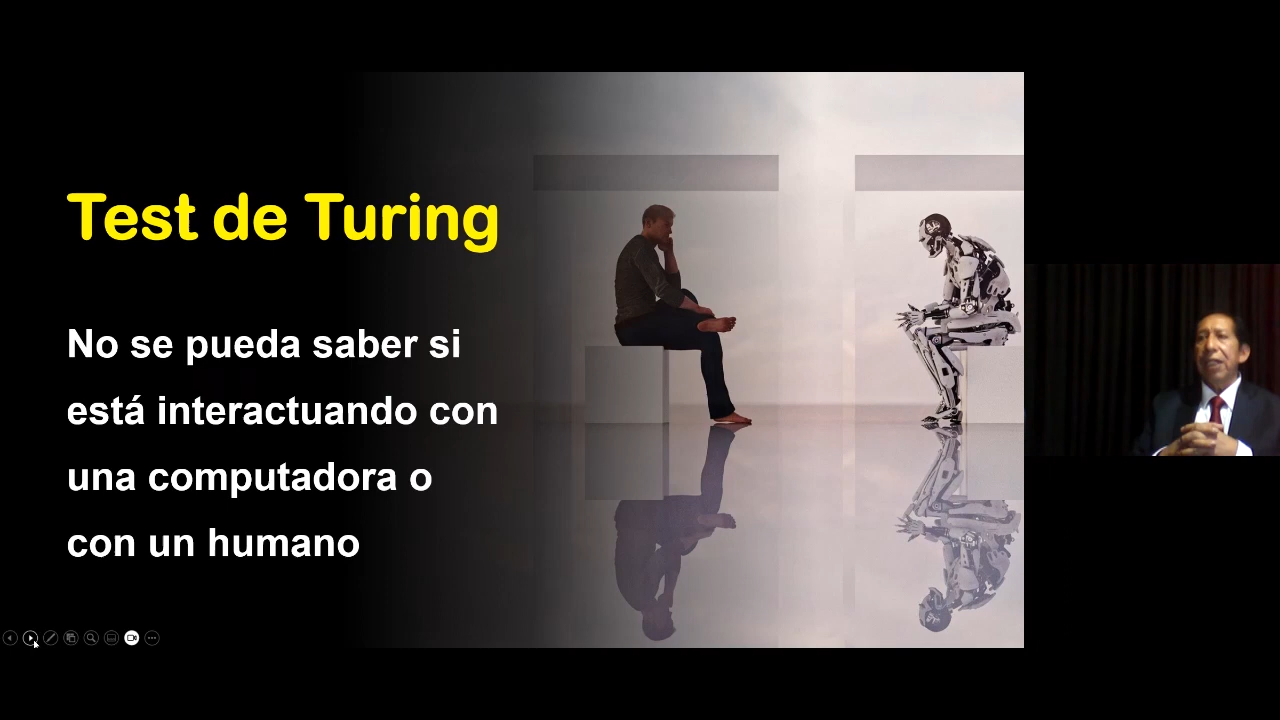 Test de Turing
No se pueda saber si
está interactuando con
una computadora o
con un humano